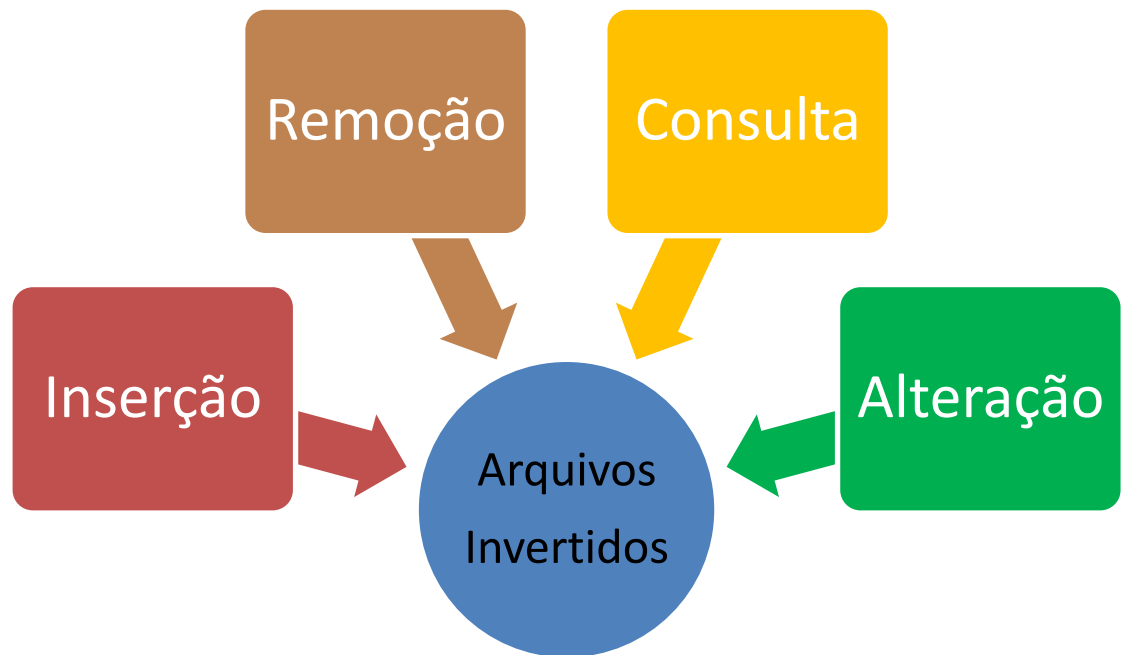 Remoção
Consulta
Inserção
Alteração
Arquivos
Invertidos